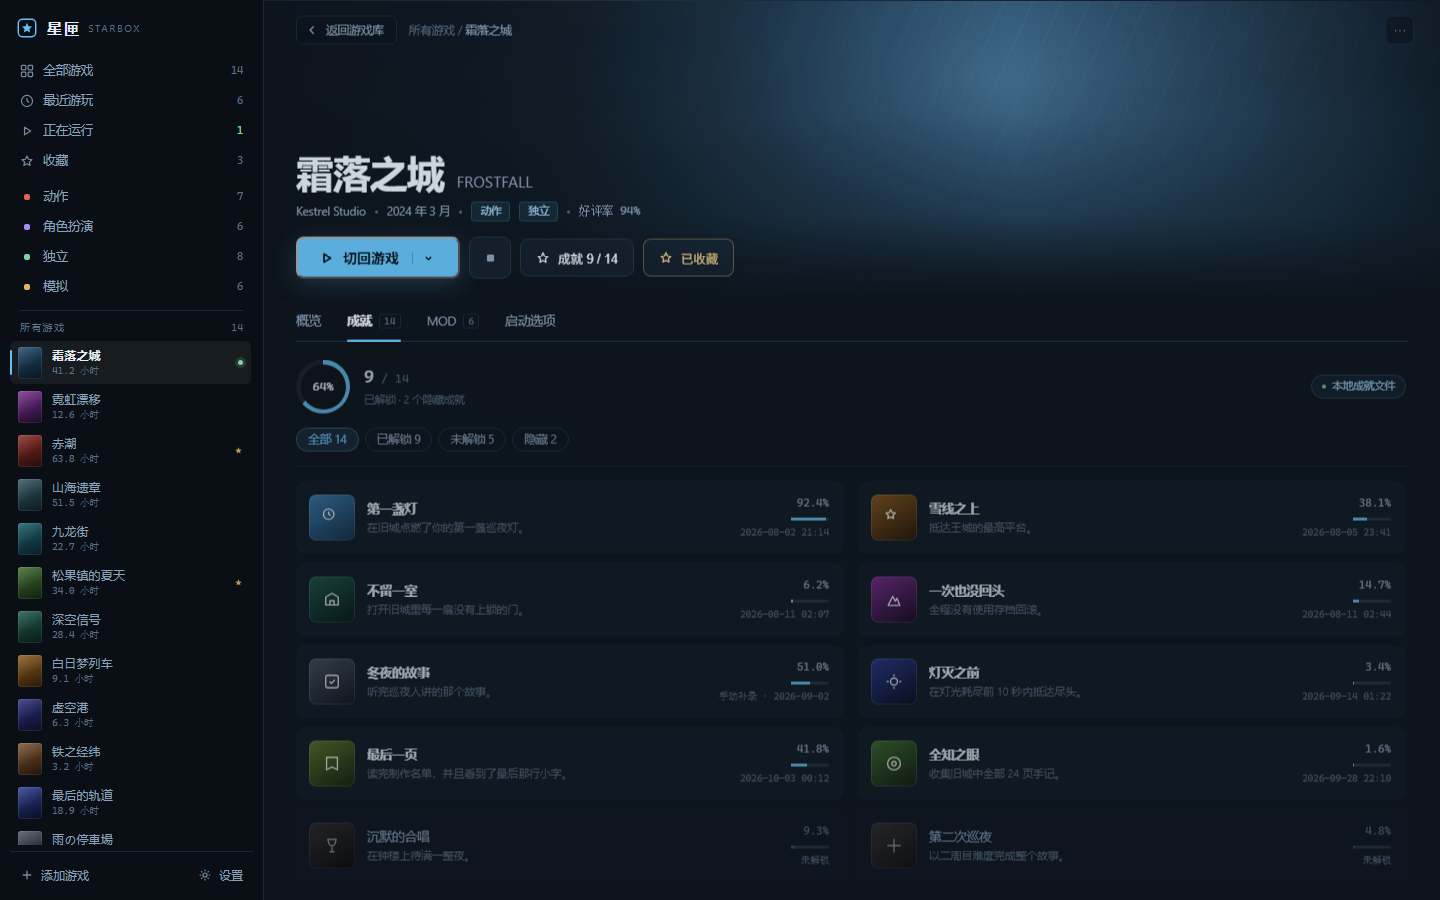 星匣 STARBOX
全部游戏 14
最近游玩 6
正在运行 1
收藏 3
动作 7
角色扮演 6
独立 8
模拟 6
所有游戏 14
霜落之城
41.2 小时
霓虹漂移
12.6 小时
赤潮
63.8 小时
山海遗章
51.5 小时
九龙街
22.7 小时
松果镇的夏天
34.0 小时
深空信号
28.4 小时
白日梦列车
9.1 小时
虚空港
6.3 小时
铁之经纬
3.2 小时
最后的轨道
18.9 小时
雨の停車場
添加游戏 设置
返回游戏库 所有游戏 / 霜落之城
霜落之城 FROSTFALL
Kestrel Studio • 2024 年 3 月 • 动作 独立 • 好评率 94%
切回游戏 成就 9 / 14 已收藏
概览 成就 14 MOD 6 启动选项
64% 9 / 14
已解锁 · 2 个隐藏成就
本地成就文件
全部 14 已解锁 9 未解锁 5 隐藏 2
第一盏灯 92.4%
在旧城点燃了你的第一盏巡夜灯。 2026-08-02 21:14
雪线之上 38.1%
抵达王城的最高平台。 2026-08-05 23:41
不留一室 6.2%
打开旧城里每一扇没有上锁的门。 2026-08-11 02:07
一次也没回头 14.7%
全程没有使用存档回滚。 2026-08-11 02:44
冬夜的故事 51.0%
听完巡夜人讲的那个故事。 手动补录 · 2026-09-02
灯灭之前 3.4%
在灯光耗尽前 10 秒内抵达尽头。 2026-09-14 01:22
最后一页 41.8%
读完制作名单，并且看到了最后那行小字。 2026-10-03 00:12
全知之眼 1.6%
收集旧城中全部 24 页手记。 2026-09-28 22:10
沉默的合唱 9.3%
在钟楼上待满一整夜。 未解锁
第二次巡夜 4.8%
以二周目难度完成整个故事。 未解锁